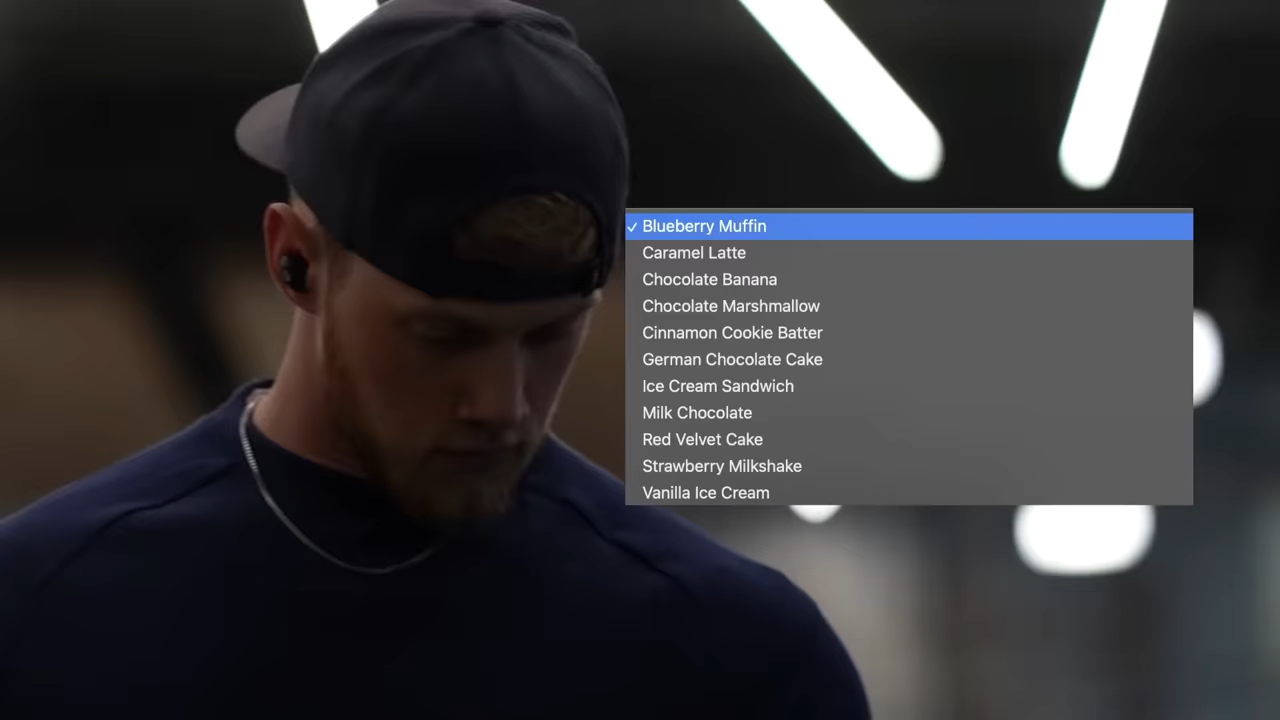 ✓ Blueberry Muffin
Caramel Latte
Chocolate Banana
Chocolate Marshmallow
Cinnamon Cookie Batter
German Chocolate Cake
Ice Cream Sandwich
Milk Chocolate
Red Velvet Cake
Strawberry Milkshake
Vanilla Ice Cream